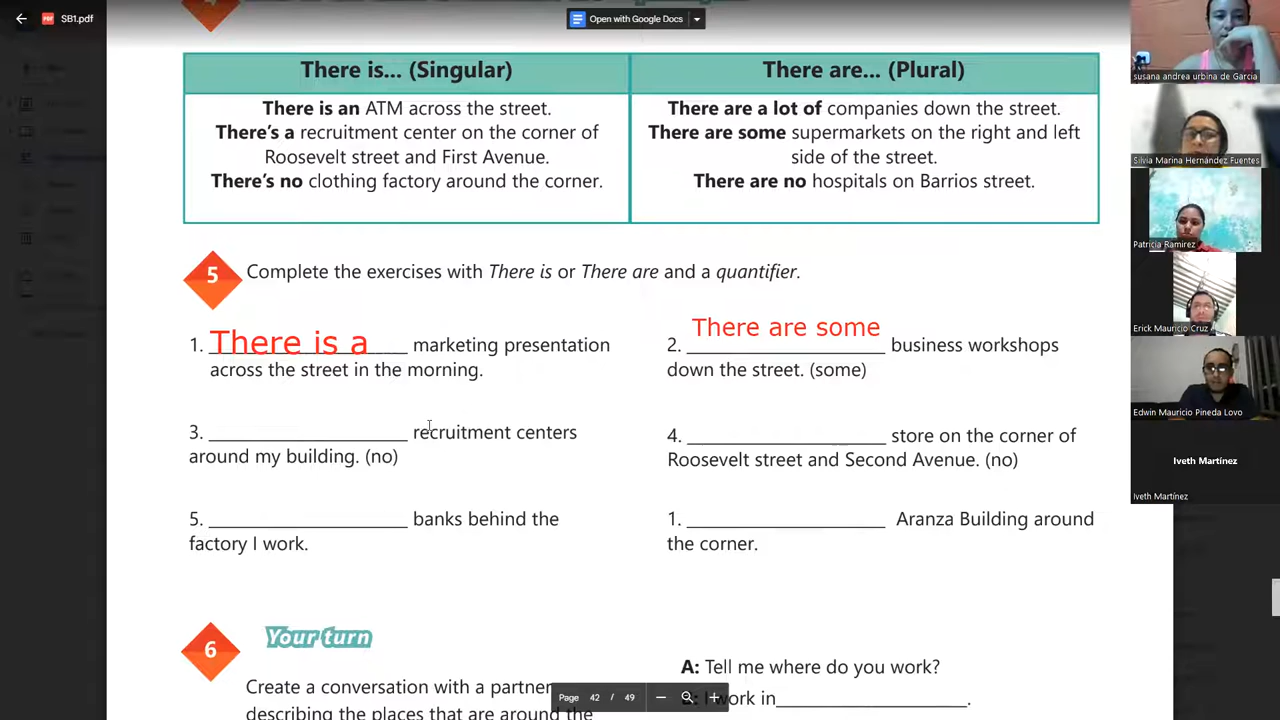 SB1.pdf
Open with Google Docs
There is... (Singular)
There is an ATM across the street.
There's a recruitment center on the corner of
Roosevelt street and First Avenue.
There's no clothing factory around the corner.
There are... (Plural)
There are a lot of companies down the street.
There are some supermarkets on the right and left
side of the street.
There are no hospitals on Barrios street.
5 Complete the exercises with There is or There are and a quantifier.
1. There is a marketing presentation
across the street in the morning.
2. There are some business workshops
down the street. (some)
3. ____________________ recruitment centers
around my building. (no)
4. ____________________ store on the corner of
Roosevelt street and Second Avenue. (no)
5. ____________________ banks behind the
factory I work.
1. ____________________ Aranza Building around
the corner.
6 Your turn
Create a conversation with a partner
describing the places that are around the
A: Tell me where do you work?
I work in____________________.
Page 42 / 49
susana andrea urbina de Garcia
Silvia Marina Hernández Fuentes
Patricia Ramirez
Erick Mauricio Cruz
Edwin Mauricio Pineda Lovo
Iveth Martínez
Iveth Martínez